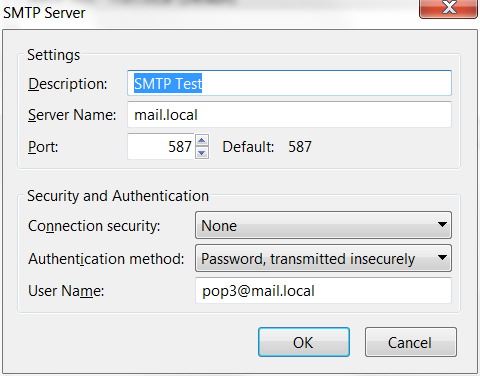 SMTP Server
Settings
Description: SMTP Test
Server Name: mail.local
Port: 587 Default: 587
Security and Authentication
Connection security: None
Authentication method: Password, transmitted insecurely
User Name: pop3@mail.local
OK Cancel